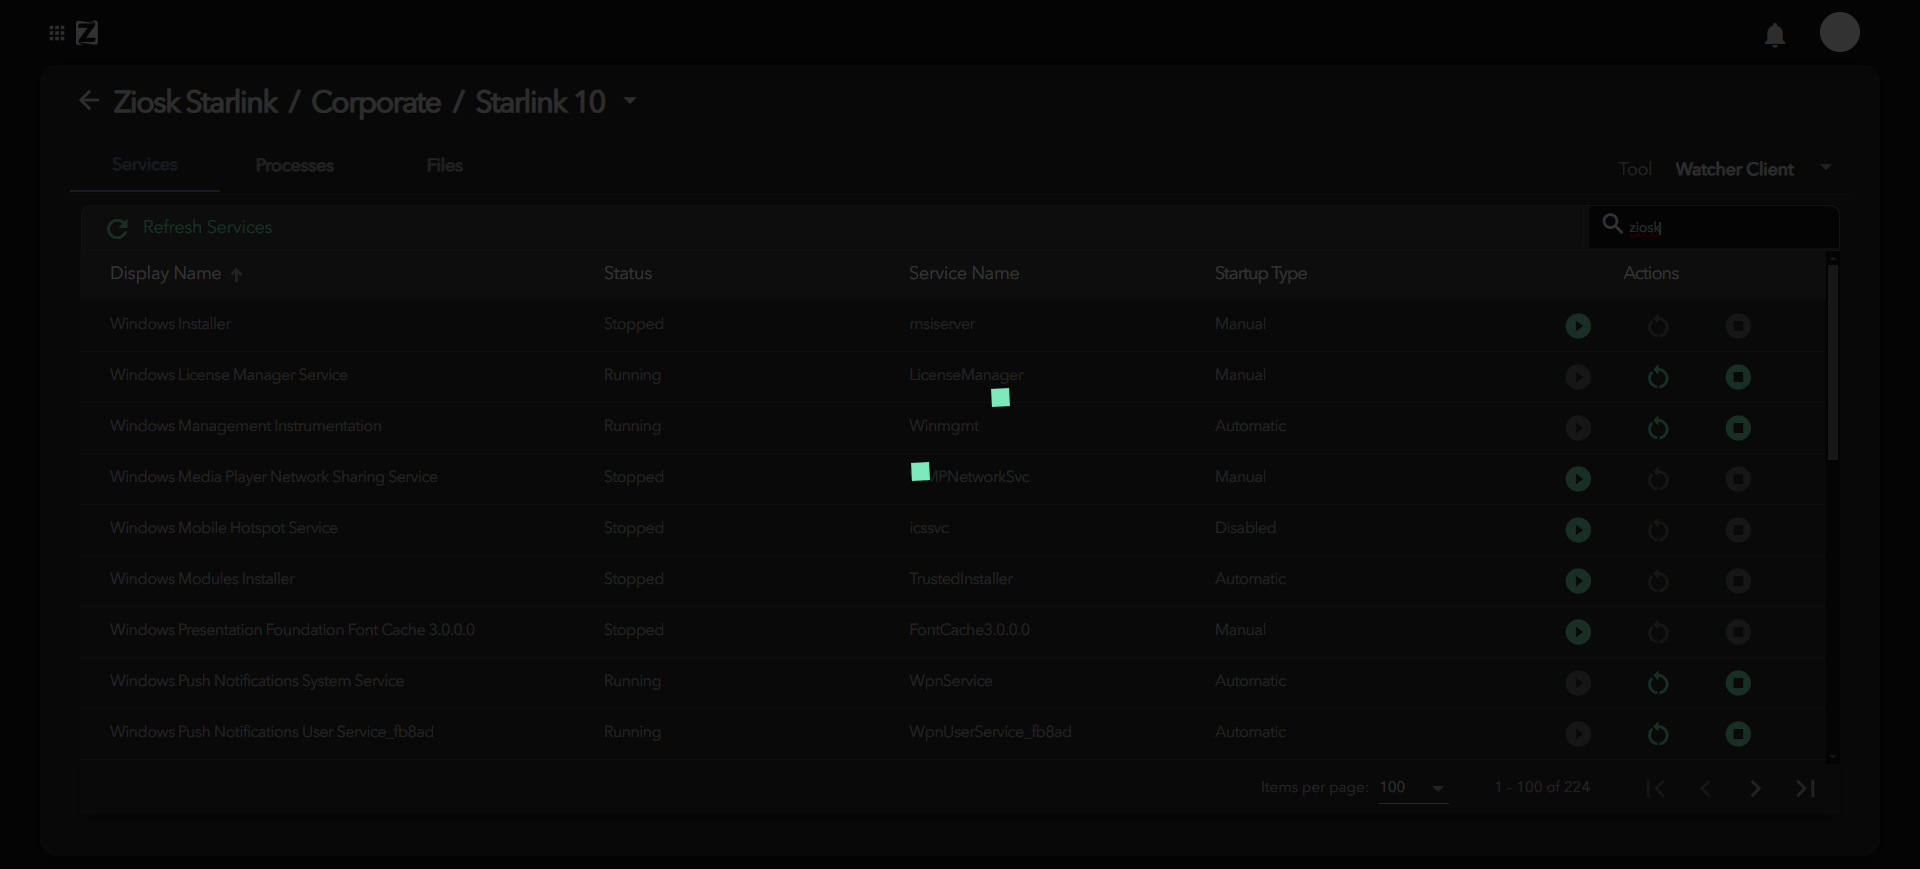 Z
Ziosk Starlink / Corporate / Starlink 10
Services Processes Files
Tool Watcher Client
Refresh Services
ziosk
Display Name Status Service Name Startup Type Actions
Windows Installer Stopped msiserver Manual
Windows License Manager Service Running LicenseManager Manual
Windows Management Instrumentation Running Winmgmt Automatic
Windows Media Player Network Sharing Service Stopped MPNetworkSvc Manual
Windows Mobile Hotspot Service Stopped icssvc Disabled
Windows Modules Installer Stopped TrustedInstaller Automatic
Windows Presentation Foundation Font Cache 3.0.0.0 Stopped FontCache3.0.0.0 Manual
Windows Push Notifications System Service Running WpnService Automatic
Windows Push Notifications User Service_fb8ad Running WpnUserService_fb8ad Automatic
Items per page: 100 1 - 100 of 224